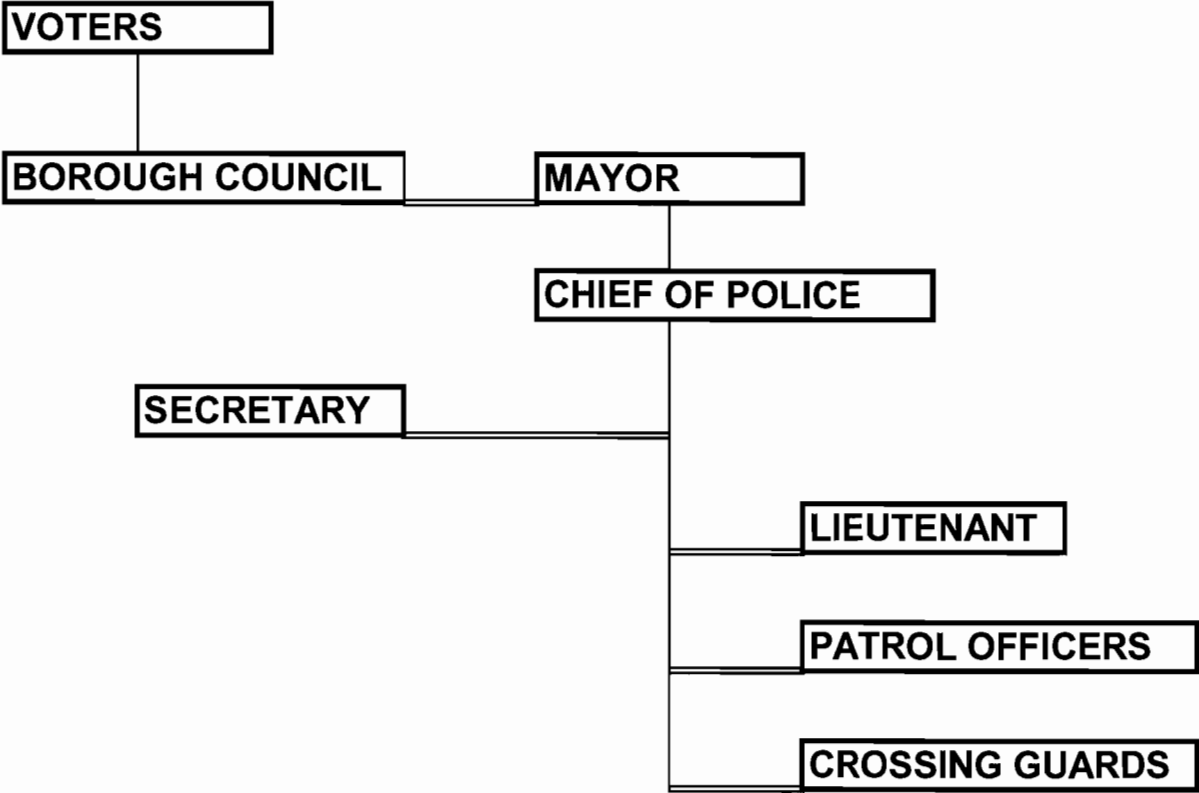 VOTERS
BOROUGH COUNCIL
MAYOR
CHIEF OF POLICE
SECRETARY
LIEUTENANT
PATROL OFFICERS
CROSSING GUARDS